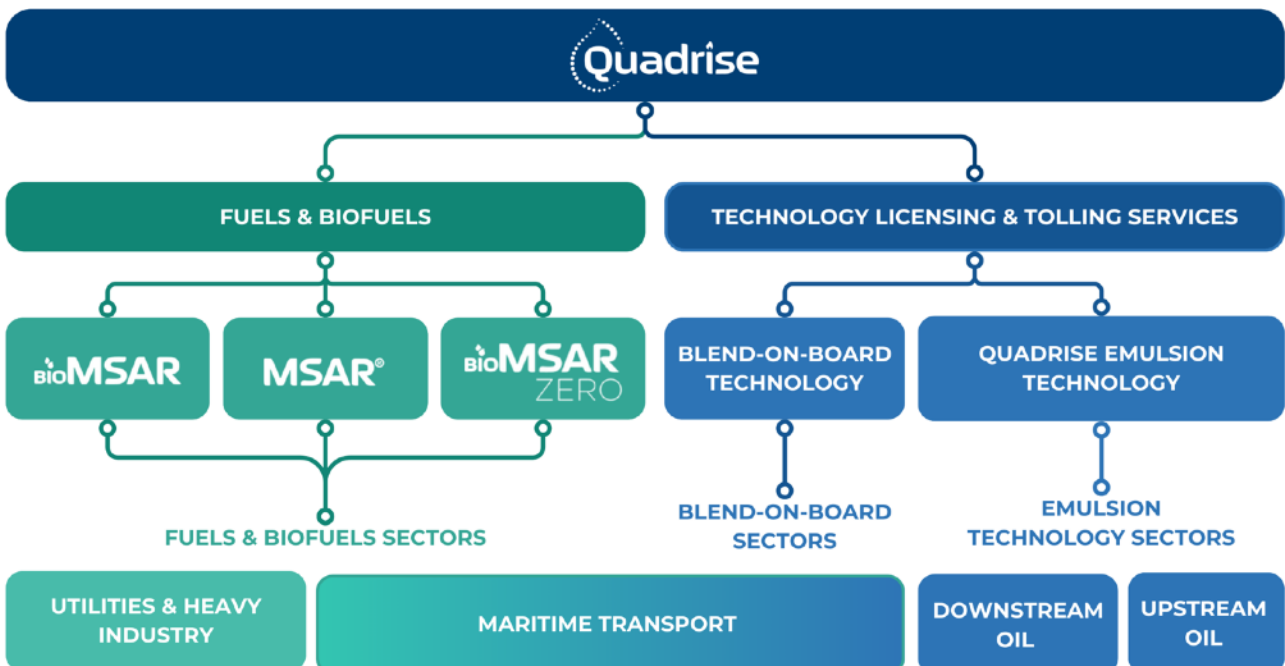 Quadrise
FUELS & BIOFUELS
TECHNOLOGY LICENSING & TOLLING SERVICES
BioMSAR
MSAR®
BioMSAR
ZERO
BLEND-ON-BOARD
TECHNOLOGY
QUADRISE EMULSION
TECHNOLOGY
FUELS & BIOFUELS SECTORS
BLEND-ON-BOARD
SECTORS
EMULSION
TECHNOLOGY SECTORS
UTILITIES & HEAVY
INDUSTRY
MARITIME TRANSPORT
DOWNSTREAM
OIL
UPSTREAM
OIL